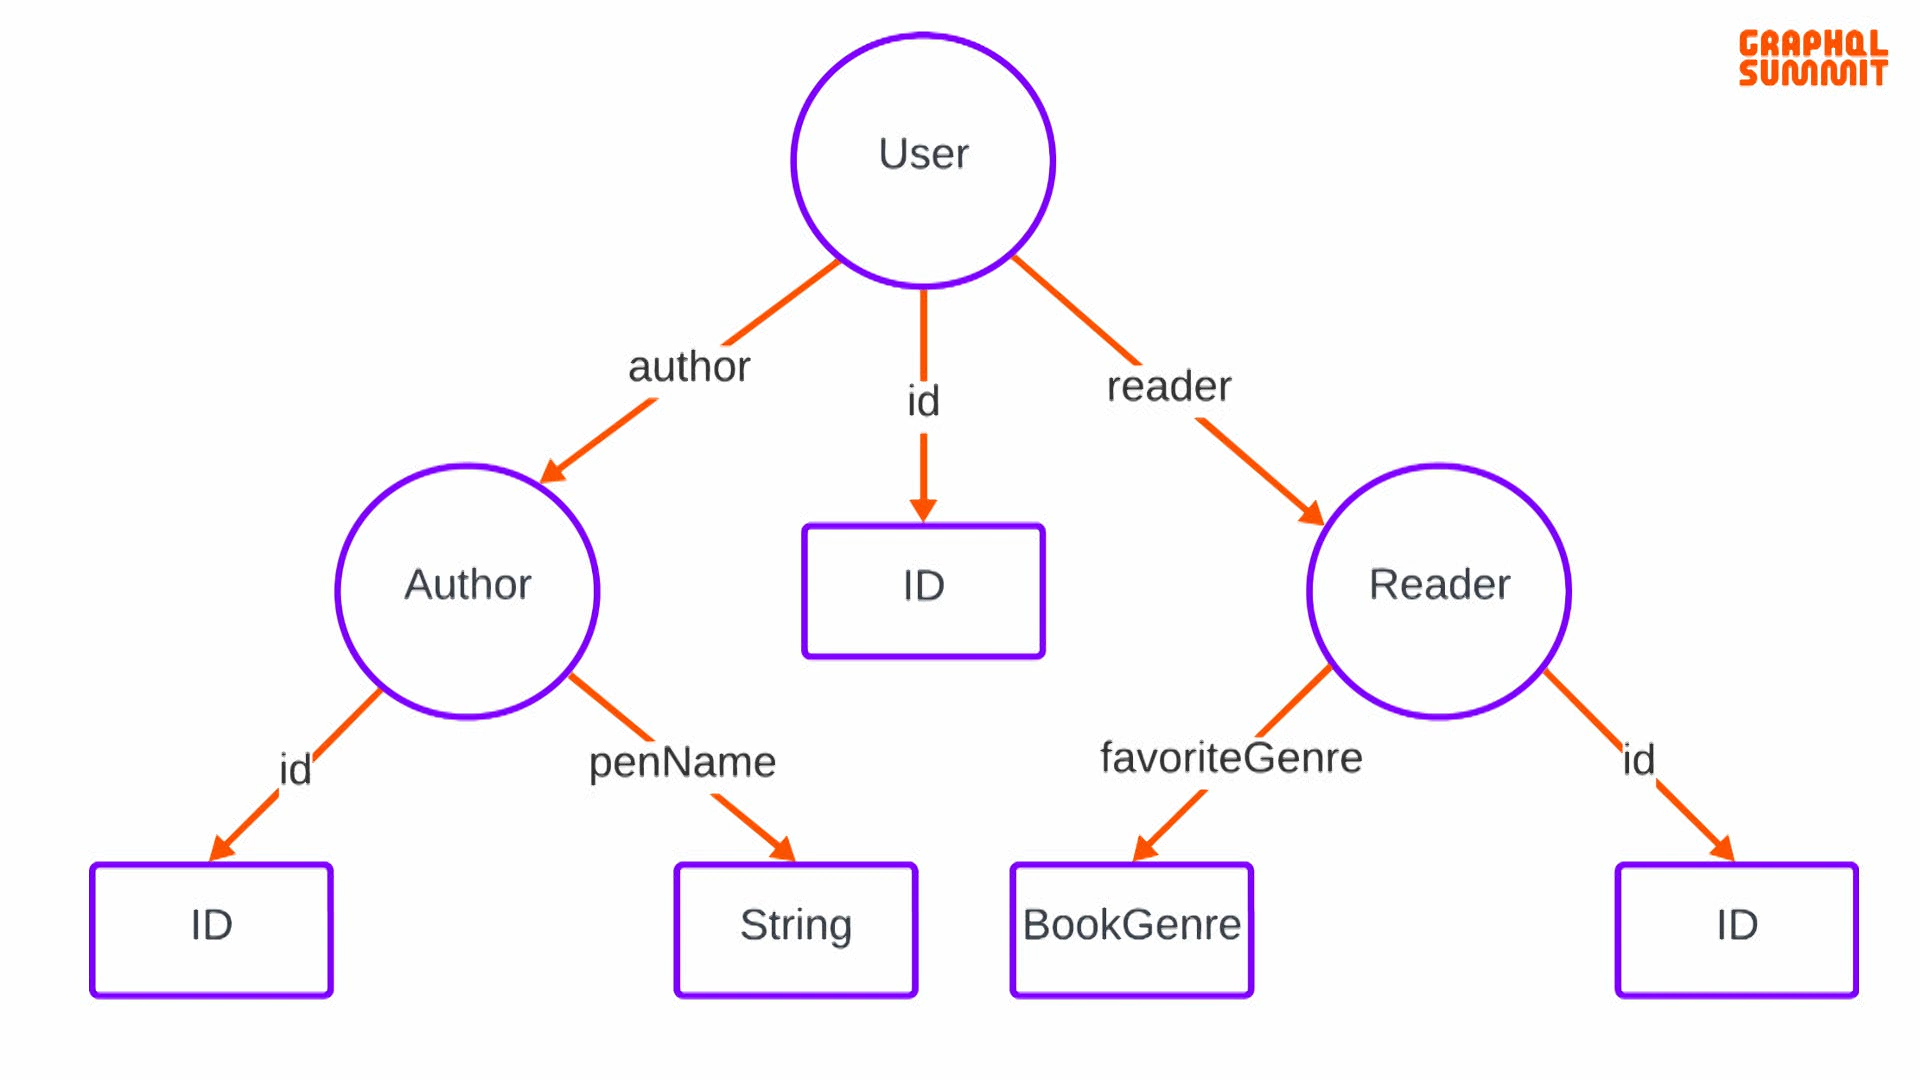 GRAPHQL
SUMMIT
User
author
id
reader
Author
ID
Reader
id
penName
favoriteGenre
id
ID
String
BookGenre
ID